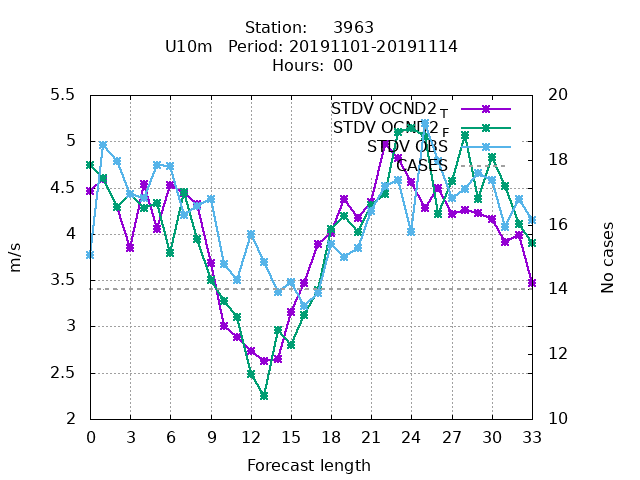 Station: 3963
U10m Period: 20191101-20191114
Hours: 00
STDV OCND2 T
STDV OCND2 F
STDV OBS
CASES
5.5
5
4.5
4
3.5
3
2.5
2
m/s
20
18
16
14
12
10
No cases
0 3 6 9 12 15 18 21 24 27 30 33
Forecast length